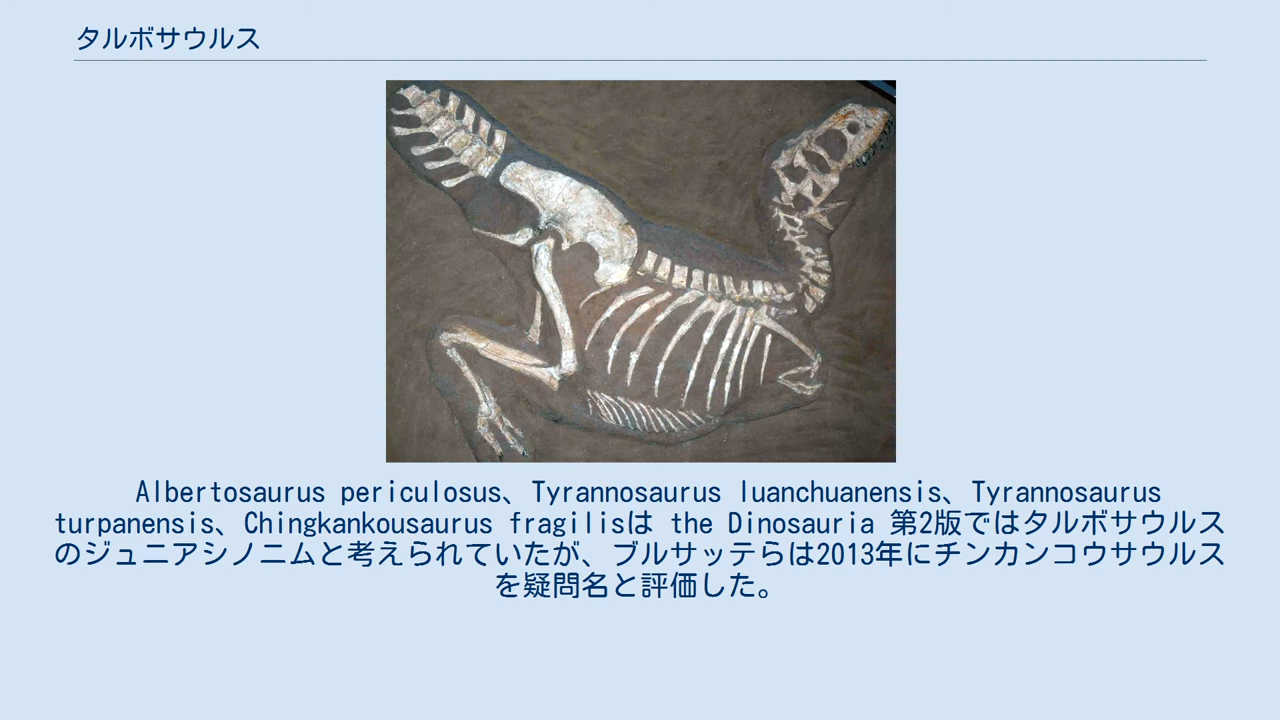 タルボサウルス
Albertosaurus periculosus、Tyrannosaurus luanchuanensis、Tyrannosaurus
turpanensis、Chingkankousaurus fragilisは the Dinosauria 第2版ではタルボサウルス
のジュニアシノニムと考えられていたが、ブルサッテらは2013年にチンカンコウサウルス
を疑問名と評価した。